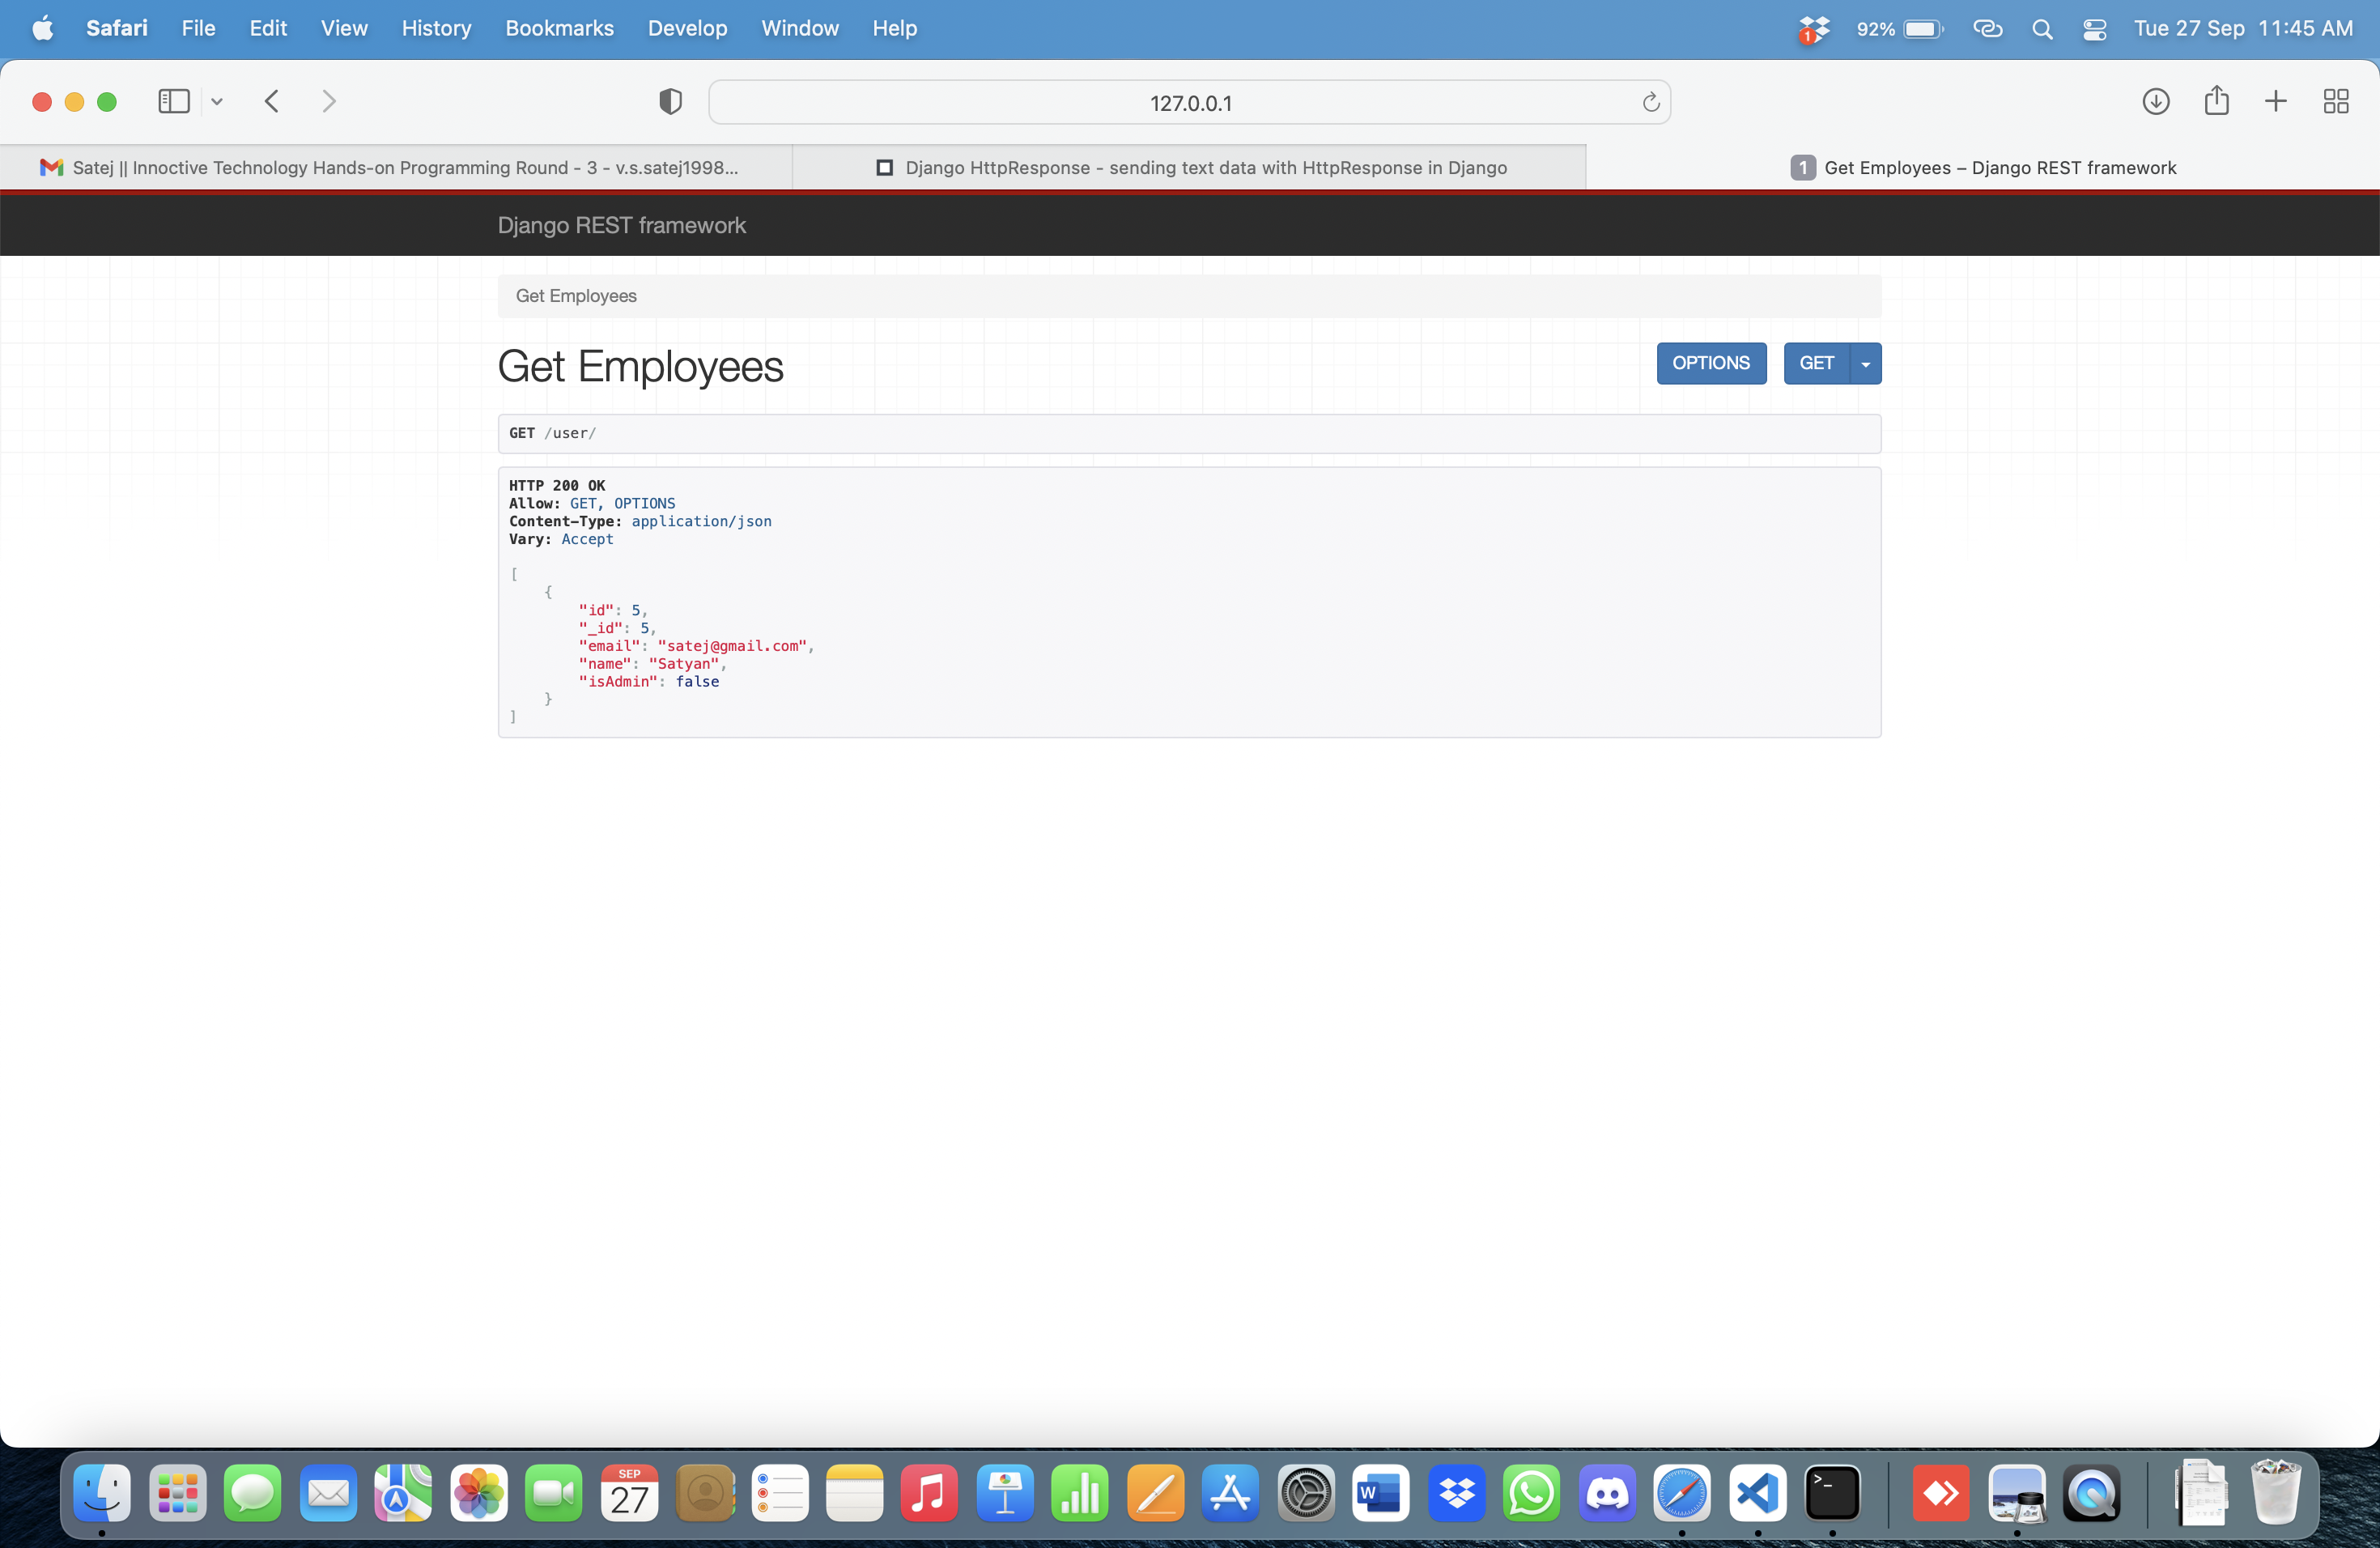 Safari File Edit View History Bookmarks Develop Window Help 1 92% Tue 27 Sep 11:45 AM
127.0.0.1
Satej || Innoctive Technology Hands-on Programming Round - 3 - v.s.satej1998... Django HttpResponse - sending text data with HttpResponse in Django 1 Get Employees – Django REST framework
Django REST framework
Get Employees
Get Employees OPTIONS GET
GET /user/
HTTP 200 OK
Allow: GET, OPTIONS
Content-Type: application/json
Vary: Accept
[
{
"id": 5,
"_id": 5,
"email": "satej@gmail.com",
"name": "Satyan",
"isAdmin": false
}
]
SEP
27
W
>_